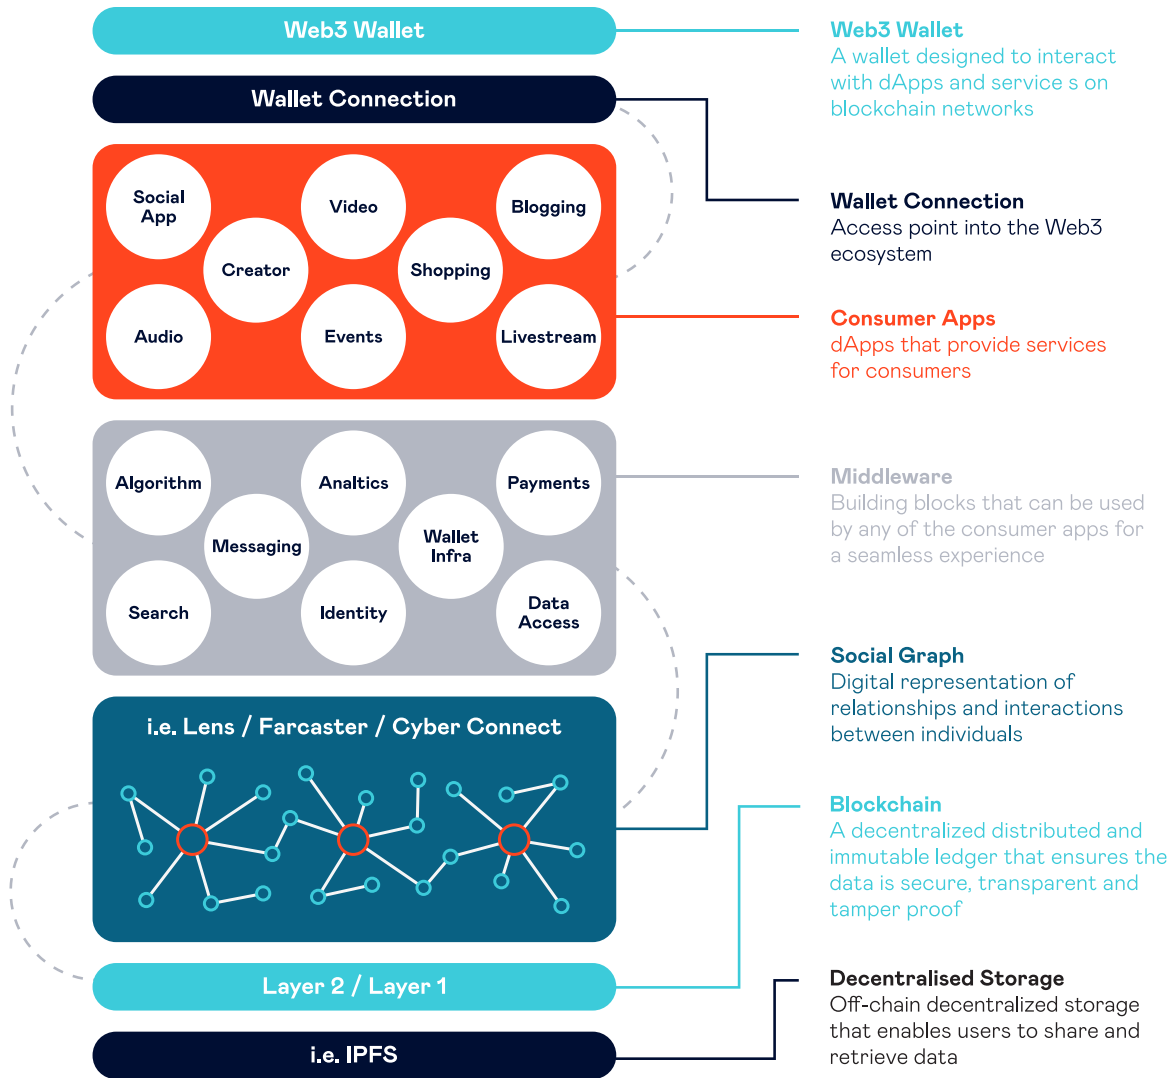 Web3 Wallet
Wallet Connection
Social
App
Video
Blogging
Creator
Shopping
Audio
Events
Livestream
Algorithm
Analtics
Payments
Messaging
Wallet
Infra
Search
Identity
Data
Access
i.e. Lens / Farcaster / Cyber Connect
Layer 2 / Layer 1
i.e. IPFS
Web3 Wallet
A wallet designed to interact
with dApps and service s on
blockchain networks
Wallet Connection
Access point into the Web3
ecosystem
Consumer Apps
dApps that provide services
for consumers
Middleware
Building blocks that can be used
by any of the consumer apps for
a seamless experience
Social Graph
Digital representation of
relationships and interactions
between individuals
Blockchain
A decentralized distributed and
immutable ledger that ensures the
data is secure, transparent and
tamper proof
Decentralised Storage
Off-chain decentralized storage
that enables users to share and
retrieve data